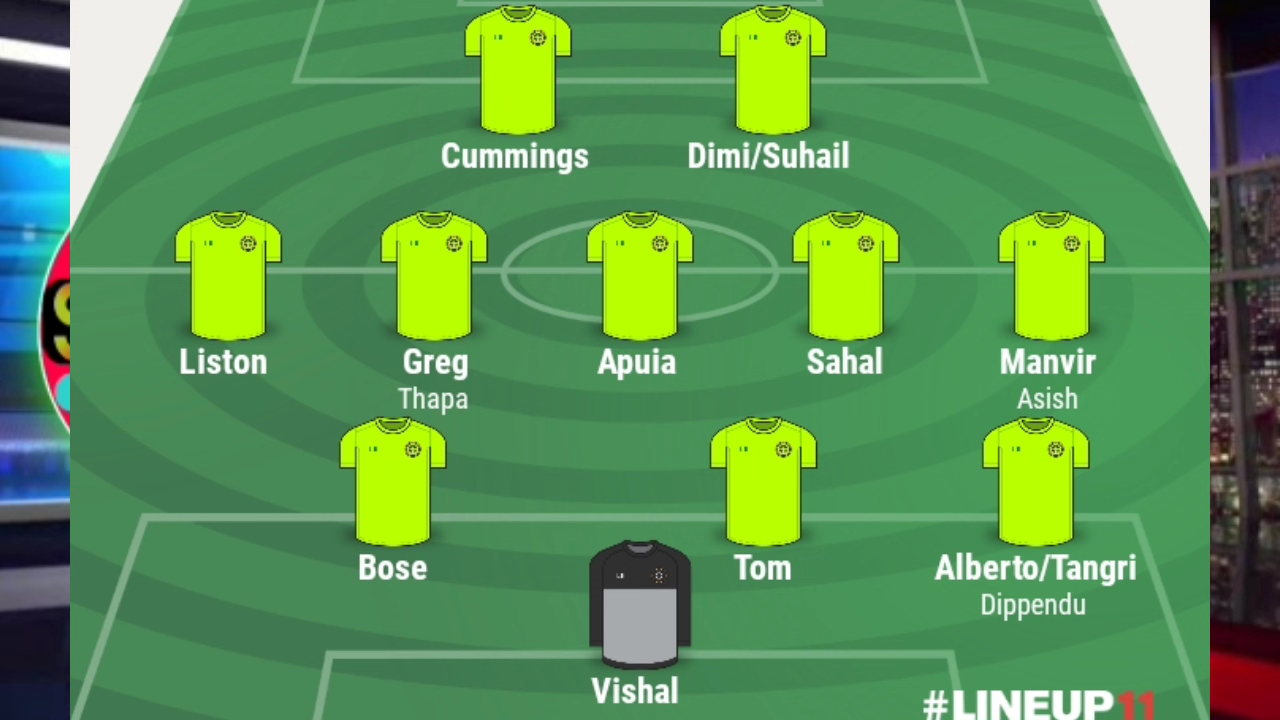 Cummings
Dimi/Suhail
Liston
Greg
Thapa
Apuia
Sahal
Manvir
Asish
Bose
Tom
Alberto/Tangri
Dippendu
Vishal
#LINEUP11